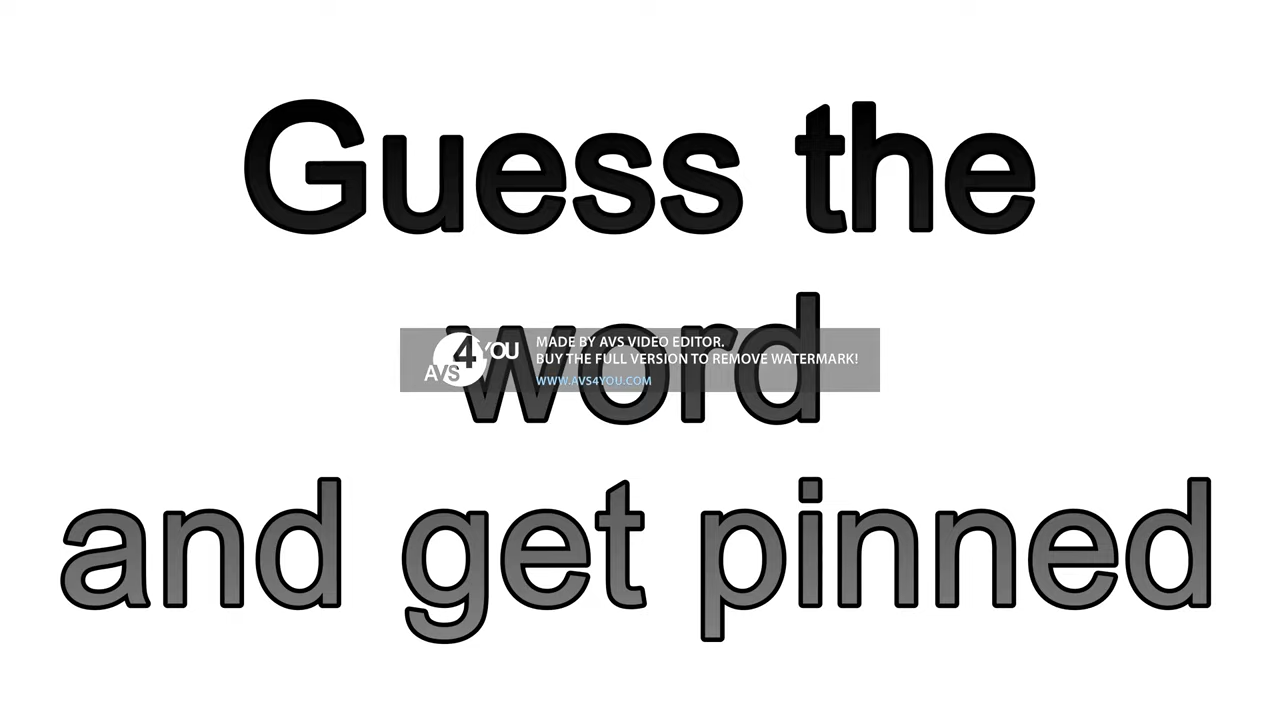 Guess the
word
AVS4YOU
MADE BY AVS VIDEO EDITOR.
BUY THE FULL VERSION TO REMOVE WATERMARK!
WWW.AVS4YOU.COM
and get pinned